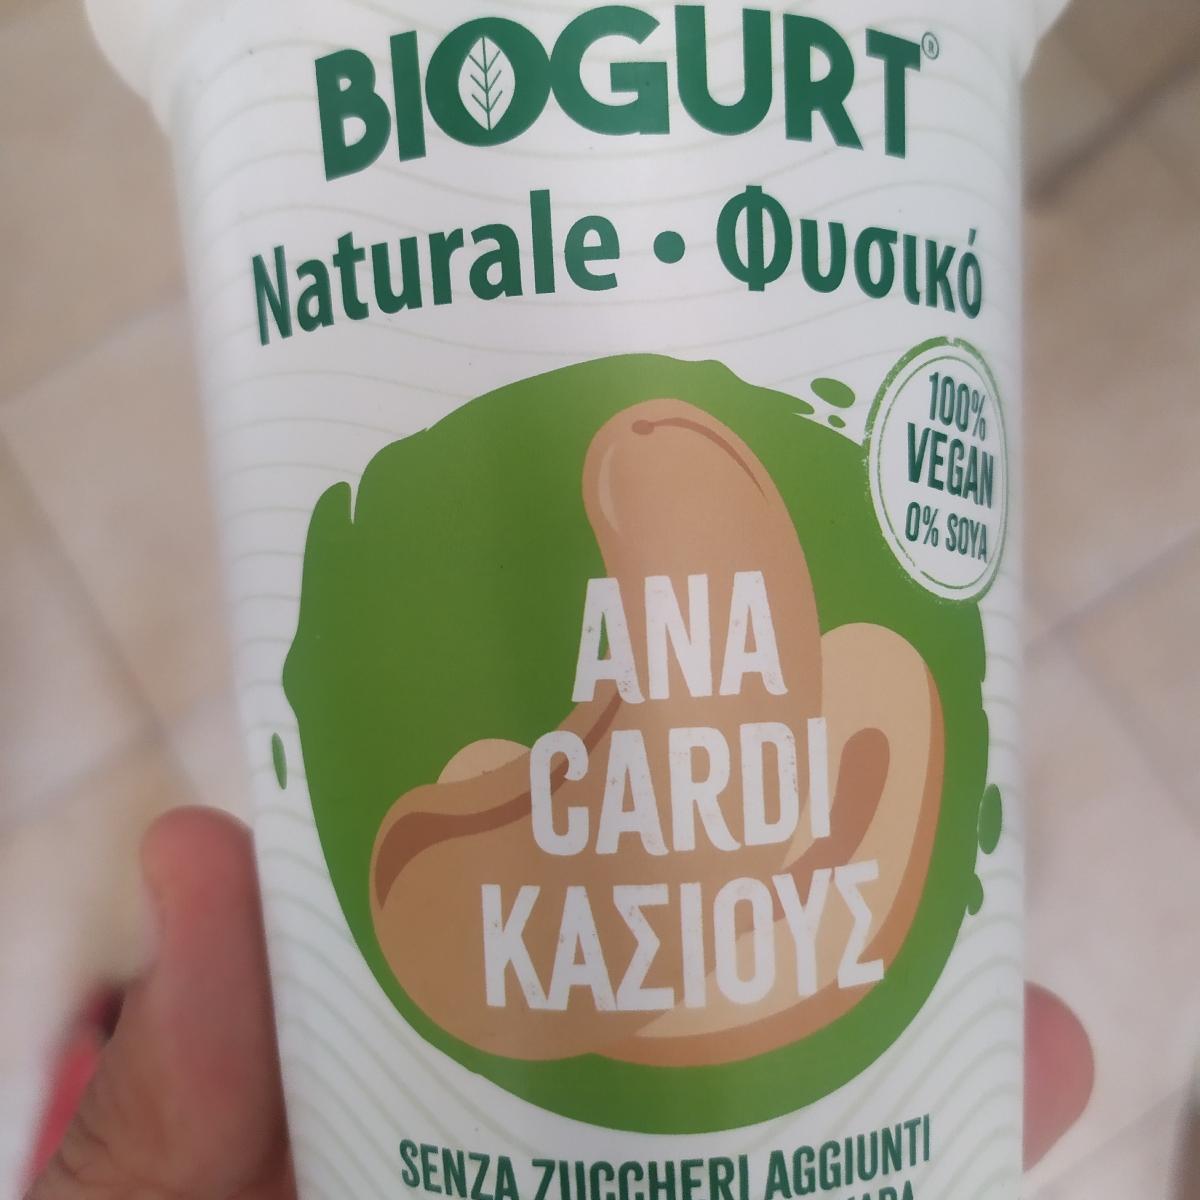 BIOGURT®
Naturale • Φυσικό
100%
VEGAN
0% SOYA
ANA
CARDI
ΚΑΣΙΟΥΣ
SENZA ZUCCHERI AGGIUNTI